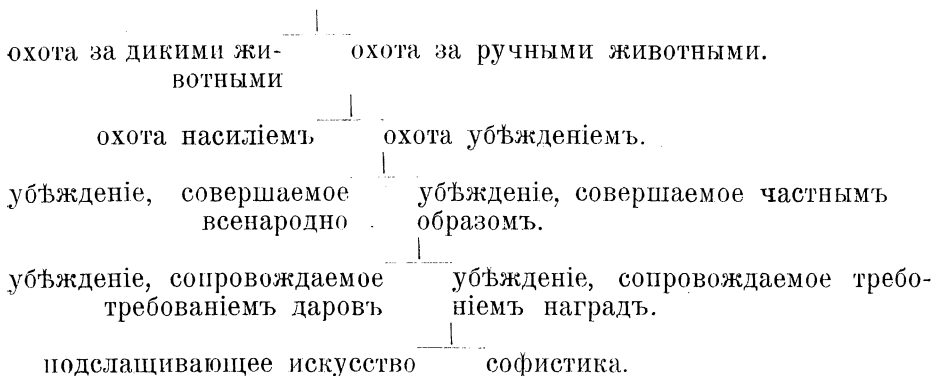 охота за дикими жи- охота за ручными животными.
вотными
охота насиліемъ охота убѣжденіемъ.
убѣжденіе, совершаемое убѣжденіе, совершаемое частнымъ
всенародно образомъ.
убѣжденіе, сопровождаемое убѣжденіе, сопровождаемое требо-
требованіемъ даровъ ніемъ наградъ.
подслащивающее искусство софистика.